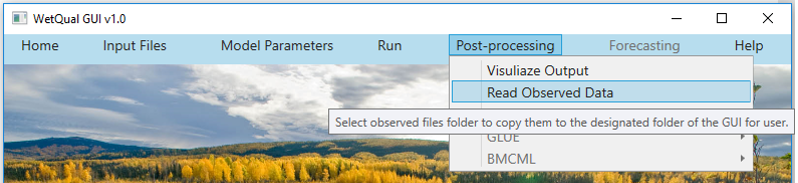 WetQual GUI v1.0
Home Input Files Model Parameters Run Post-processing Forecasting Help
Visuliaze Output
Read Observed Data
Select observed files folder to copy them to the designated folder of the GUI for user.
GLUE
BMCML